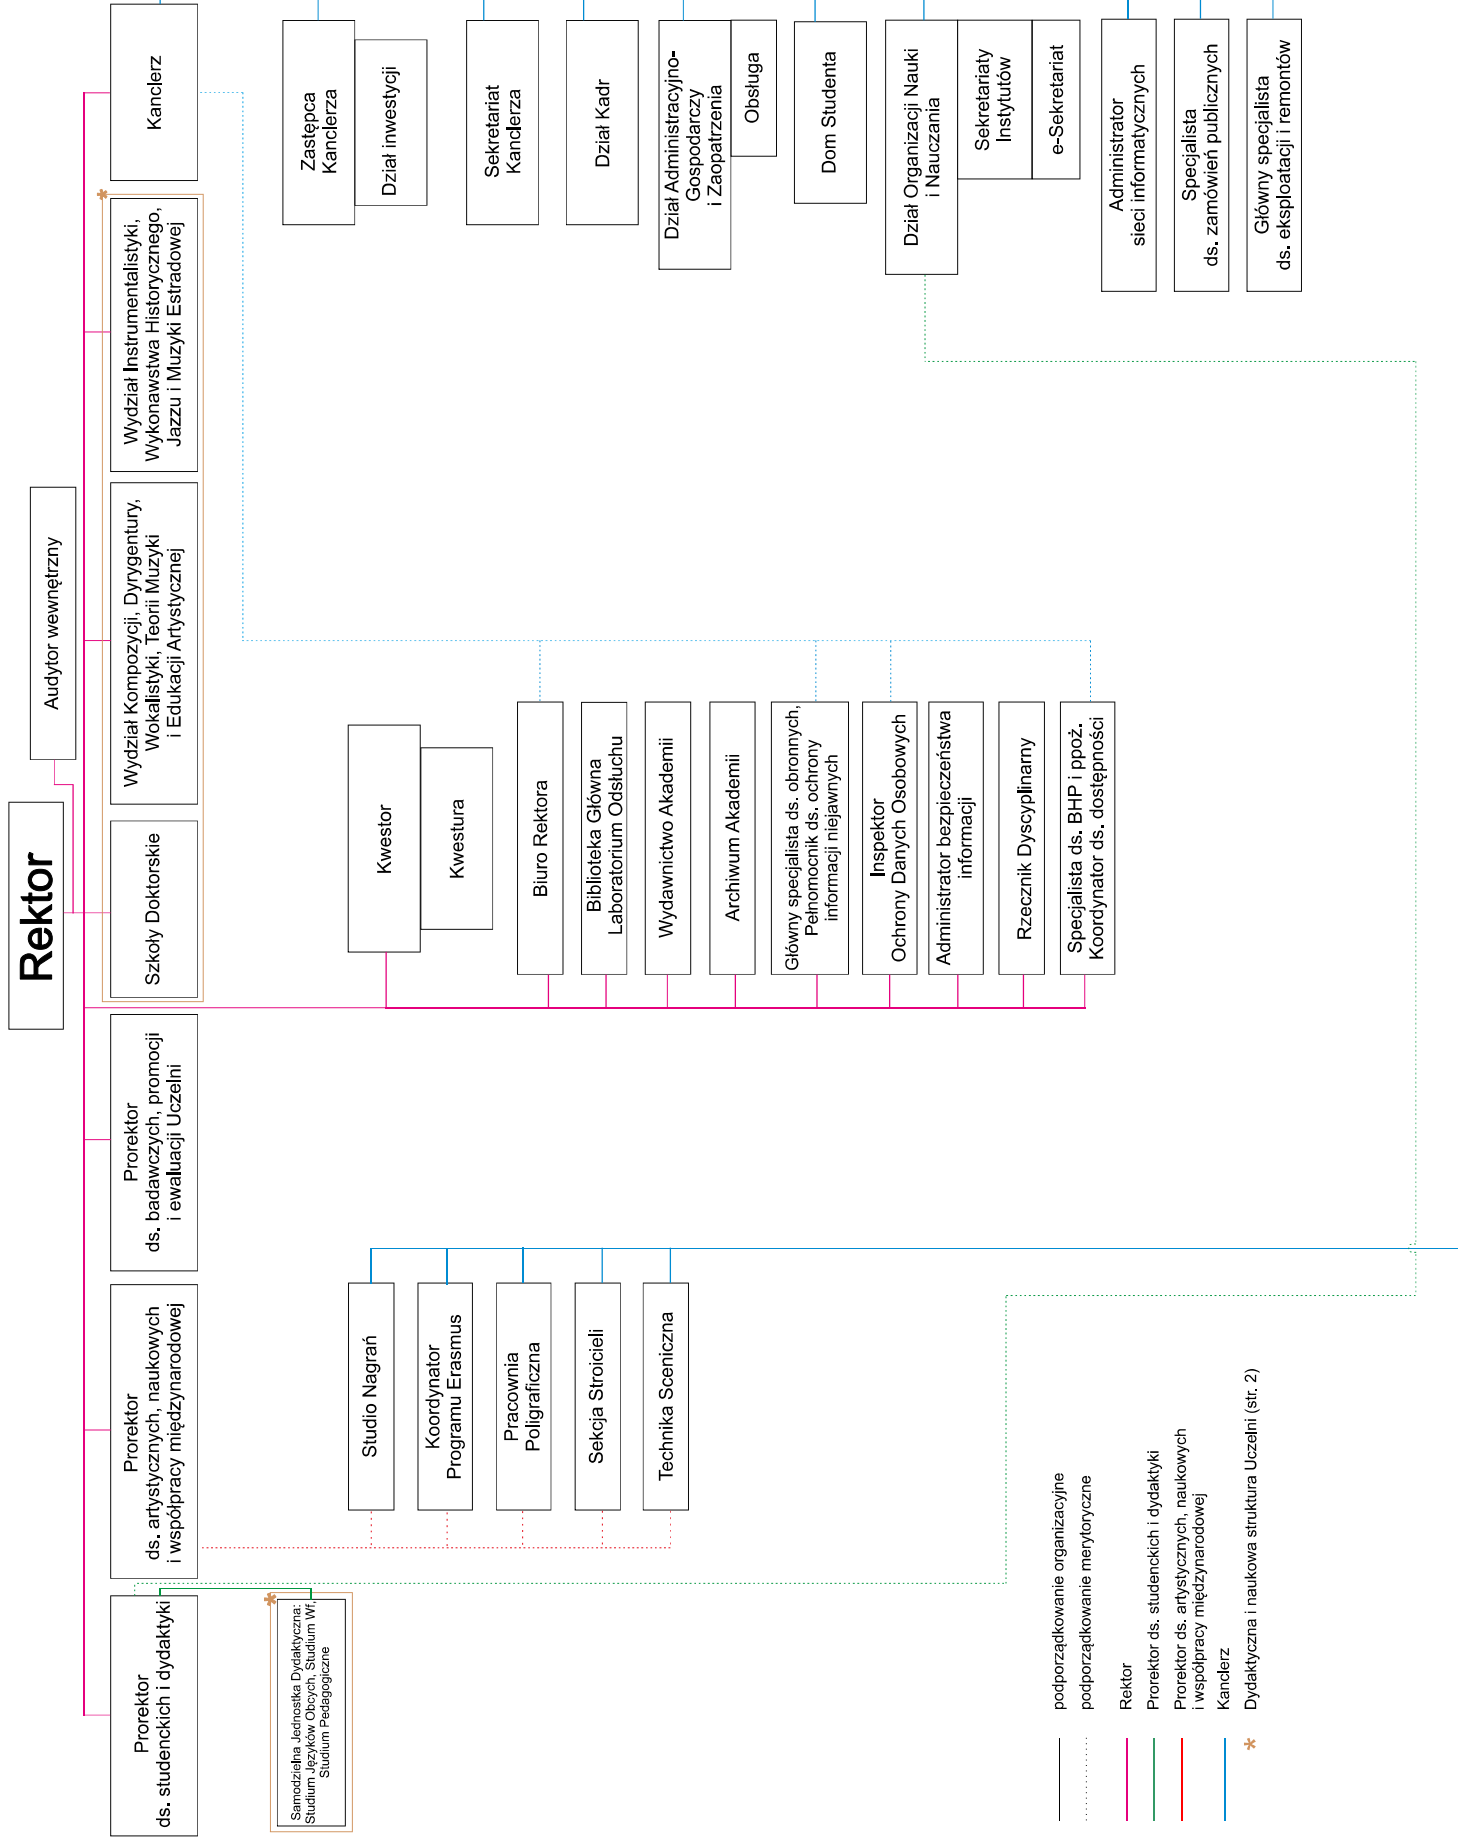 Rektor
Audytor wewnętrzny
Prorektor
ds. studenckich i dydaktyki
Prorektor
ds. artystycznych, naukowych
i współpracy międzynarodowej
Prorektor
ds. badawczych, promocji
i ewaluacji Uczelni
Szkoły Doktorskie
Wydział Kompozycji, Dyrygentury,
Wokalistyki, Teorii Muzyki
i Edukacji Artystycznej
Wydział Instrumentalistyki,
Wykonawstwa Historycznego,
Jazzu i Muzyki Estradowej
*
Kanclerz
*
Samodzielna Jednostka Dydaktyczna:
Studium Języków Obcych, Studium Wf,
Studium Pedagogiczne
Studio Nagrań
Koordynator
Programu Erasmus
Pracownia
Poligraficzna
Sekcja Stroicieli
Technika Sceniczna
Kwestor
Kwestura
Biuro Rektora
Biblioteka Główna
Laboratorium Odsłuchu
Wydawnictwo Akademii
Archiwum Akademii
Główny specjalista ds. obronnych,
Pełnomocnik ds. ochrony
informacji niejawnych
Inspektor
Ochrony Danych Osobowych
Administrator bezpieczeństwa
informacji
Rzecznik Dyscyplinarny
Specjalista ds. BHP i ppoż.
Koordynator ds. dostępności
Zastępca
Kanclerza
Dział inwestycji
Sekretariat
Kanclerza
Dział Kadr
Dział Administracyjno-
Gospodarczy
i Zaopatrzenia
Obsługa
Dom Studenta
Dział Organizacji Nauki
i Nauczania
Sekretariaty
Instytutów
e-Sekretariat
Administrator
sieci informatycznych
Specjalista
ds. zamówień publicznych
Główny specjalista
ds. eksploatacji i remontów
podporządkowanie organizacyjne
podporządkowanie merytoryczne
Rektor
Prorektor ds. studenckich i dydaktyki
Prorektor ds. artystycznych, naukowych
i współpracy międzynarodowej
Kanclerz
* Dydaktyczna i naukowa struktura Uczelni (str. 2)